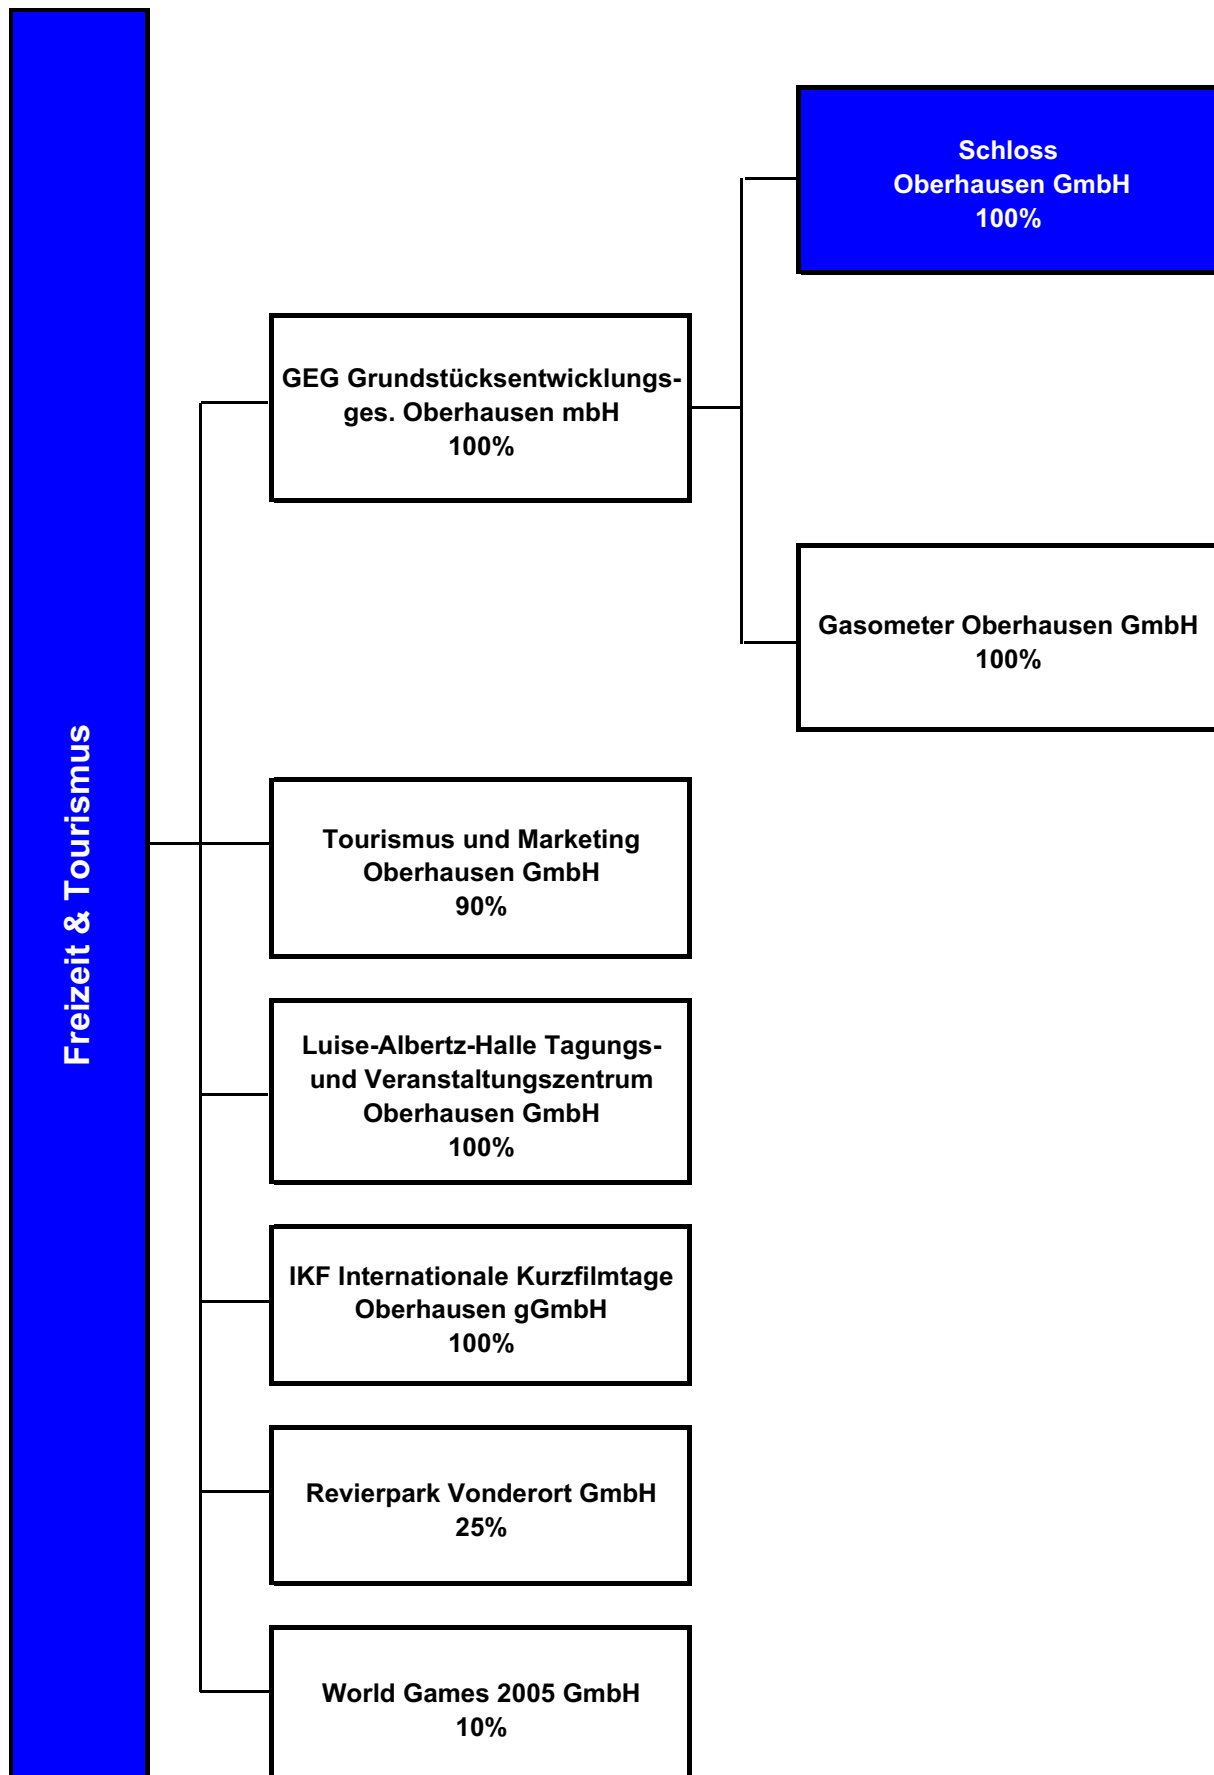 Freizeit & Tourismus
Schloss
Oberhausen GmbH
100%
GEG Grundstücksentwicklungs-
ges. Oberhausen mbH
100%
Gasometer Oberhausen GmbH
100%
Tourismus und Marketing
Oberhausen GmbH
90%
Luise-Albertz-Halle Tagungs-
und Veranstaltungszentrum
Oberhausen GmbH
100%
IKF Internationale Kurzfilmtage
Oberhausen gGmbH
100%
Revierpark Vonderort GmbH
25%
World Games 2005 GmbH
10%